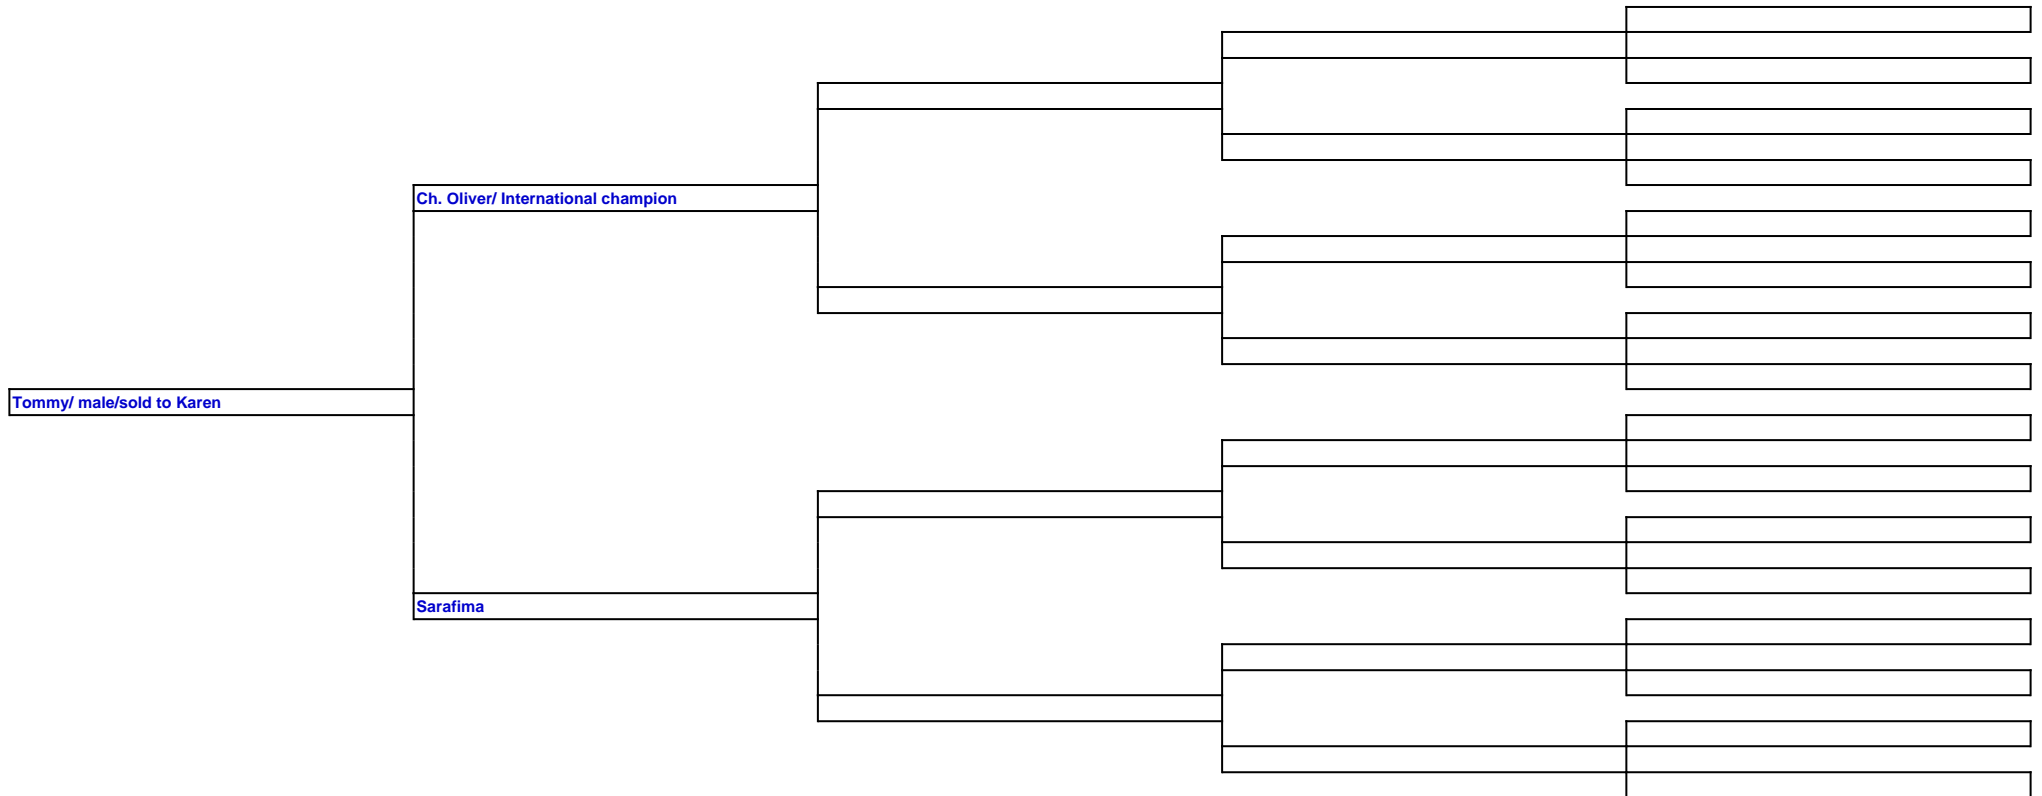 Ch. Oliver/ International champion
Tommy/ male/sold to Karen
Sarafima